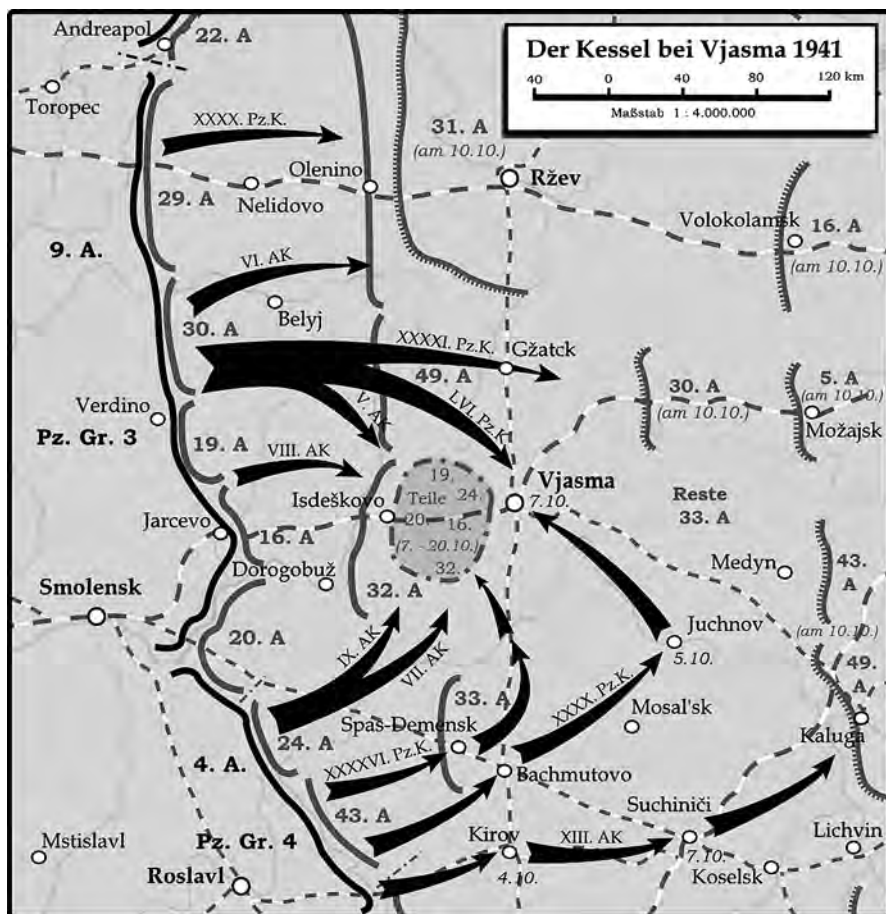 Andreapol
22. A
Der Kessel bei Vjasma 1941
40 0 40 80 120 km
Maßstab 1 : 4.000.000
Toropec
XXXX. Pz.K.
31. A
(am 10.10.)
Olenino
Ržev
29. A
Nelidovo
Volokolamsk
16. A
(am 10.10.)
9. A.
VI. AK
Belyj
30. A
XXXXI. Pz.K.
Gžatck
49. A
30. A
(am 10.10.)
5. A
(am 10.10.)
Možajsk
Verdino
V. AK
LVI. Pz.K.
Pz. Gr. 3
19. A
VIII. AK
Isdeškovo
19.
Teile
24.
20.
16.
(7. - 20.10.)
32.
Vjasma
7.10.
Reste
33. A
Jarcevo
16. A
Dorogobuž
32. A
Medyn
43.
A
(am 10.10.)
Smolensk
20. A
IX. AK
VII. AK
Juchnov
5.10.
49.
A
33. A
XXXX. Pz.K.
Mosal'sk
Kaluga
24. A
Spas-Demensk
XXXXVI. Pz.K.
4. A.
Bachmutovo
43. A
Suchiniči
7.10.
Lichvin
Mstislavl
Pz. Gr. 4
Kirov
4.10.
XIII. AK
Koselsk
Roslavl